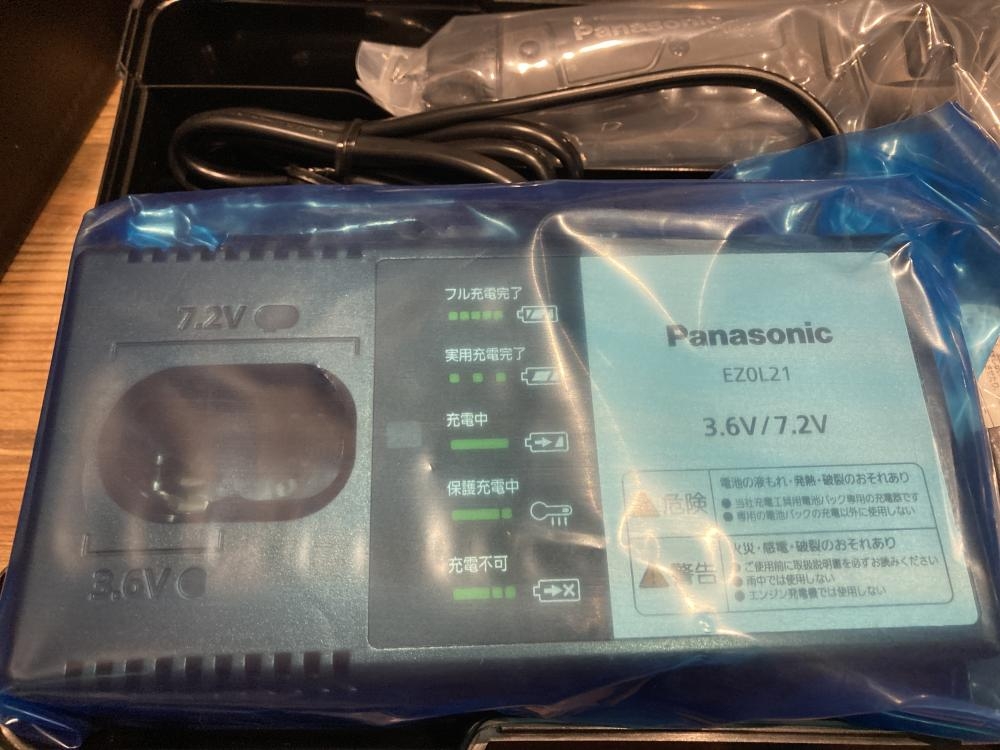 Panasonic
7.2V
3.6V
フル充電完了
実用充電完了
充電中
保護充電中
充電不可
Panasonic
EZ0L21
3.6V/7.2V
危険
電池の液もれ・発熱・破裂のおそれあり
● 当社充電工具用電池パック専用の充電器です
● 専用の電池パックの充電以外に使用しない
警告
火災・感電・破裂のおそれあり
● ご使用前に取扱説明書を必ずお読みください
● 雨中では使用しない
● エンジン発電機では使用しない